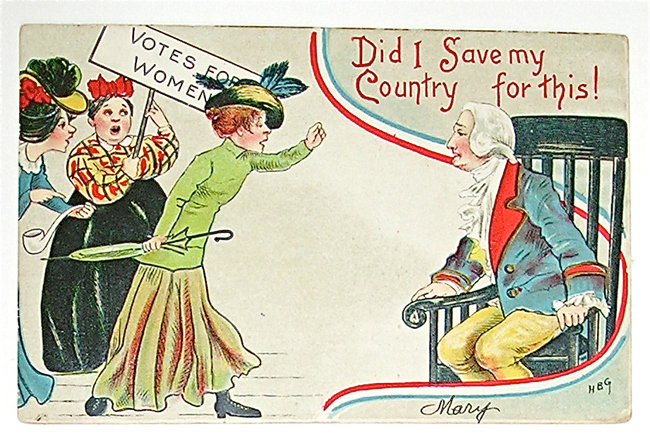 VOTES FOR
WOMEN
Did I Save my
Country for this!
HBG
Mary